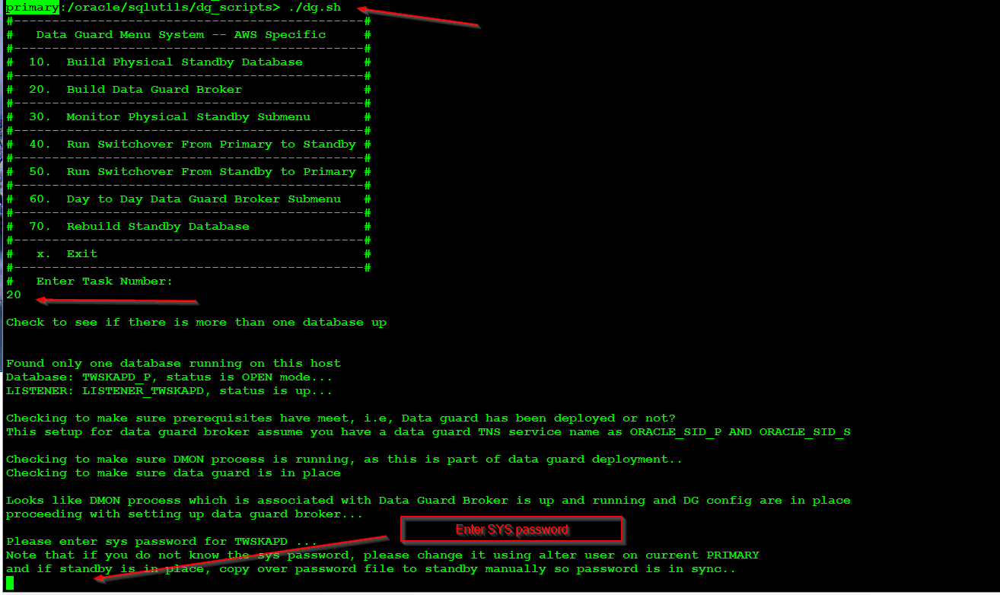 primary:/oracle/sqlutils/dg_scripts> ./dg.sh
#----------------------------------------------#
#   Data Guard Menu System -- AWS Specific     #
#----------------------------------------------#
#  10.  Build Physical Standby Database        #
#----------------------------------------------#
#  20.  Build Data Guard Broker                #
#----------------------------------------------#
#  30.  Monitor Physical Standby Submenu       #
#----------------------------------------------#
#  40.  Run Switchover From Primary to Standby #
#----------------------------------------------#
#  50.  Run Switchover From Standby to Primary #
#----------------------------------------------#
#  60.  Day to Day Data Guard Broker Submenu   #
#----------------------------------------------#
#  70.  Rebuild Standby Database               #
#----------------------------------------------#
#   x.  Exit                                   #
#----------------------------------------------#
#   Enter Task Number:
20
Check to see if there is more than one database up
Found only one database running on this host
Database: TWSKAPD_P, status is OPEN mode...
LISTENER: LISTENER_TWSKAPD, status is up...
Checking to make sure prerequisites have meet, i.e, Data guard has been deployed or not?
This setup for data guard broker assume you have a data guard TNS service name as ORACLE_SID_P AND ORACLE_SID_S
Checking to make sure DMON process is running, as this is part of data guard deployment..
Checking to make sure data guard is in place
Looks like DMON process which is associated with Data Guard Broker is up and running and DG config are in place
proceeding with setting up data guard broker...
Enter SYS password
Please enter sys password for TWSKAPD ...
Note that if you do not know the sys password, please change it using alter user on current PRIMARY
and if standby is in place, copy over password file to standby manually so password is in sync..